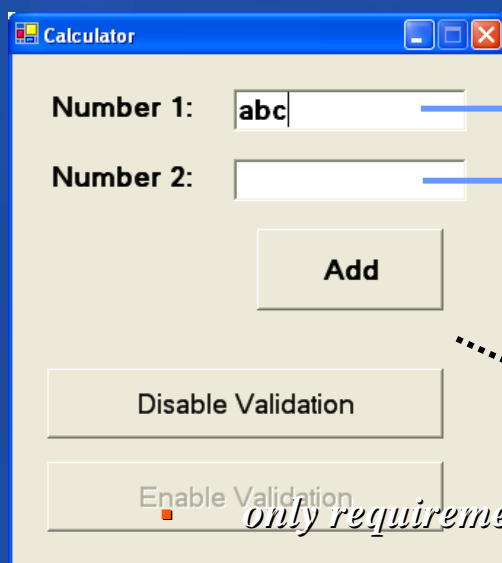 Calculator
Number 1: abc
Number 2:
Add
Disable Validation
Enable Validation
only requireme